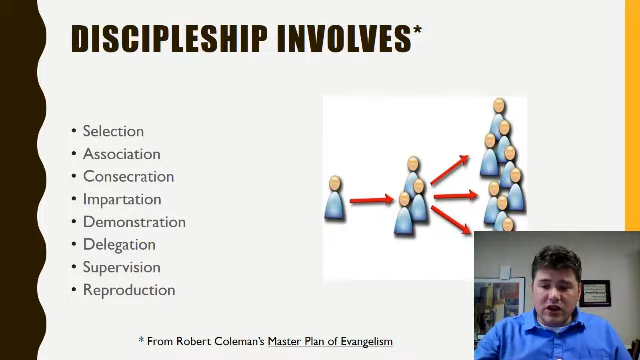 DISCIPLESHIP INVOLVES*
• Selection
• Association
• Consecration
• Impartation
• Demonstration
• Delegation
• Supervision
• Reproduction
* From Robert Coleman's Master Plan of Evangelism